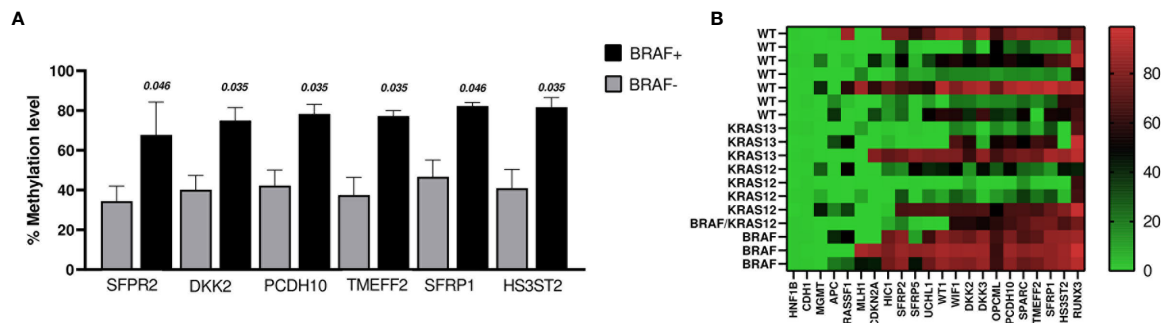 A
BRAF+
BRAF-
100
80
60
40
20
0
% Methylation level
0.046
0.035
0.035
0.035
0.046
0.035
SFPR2
DKK2
PCDH10
TMEFF2
SFRP1
HS3ST2
B
WT
WT
WT
WT
WT
WT
WT
KRAS13
KRAS13
KRAS13
KRAS12
KRAS12
KRAS12
KRAS12
BRAF/KRAS12
BRAF
BRAF
BRAF
HNF1B
CDH1
MGMT
APC
RASSF1
MLH1
CDKN2A
HIC1
SFRP2
SFRP5
UCHL1
WT1
WIF1
DKK2
DKK3
OPCML
PCDH10
SPARC
TMEFF2
SFRP1
HS3ST2
RUNX3
80
60
40
20
0